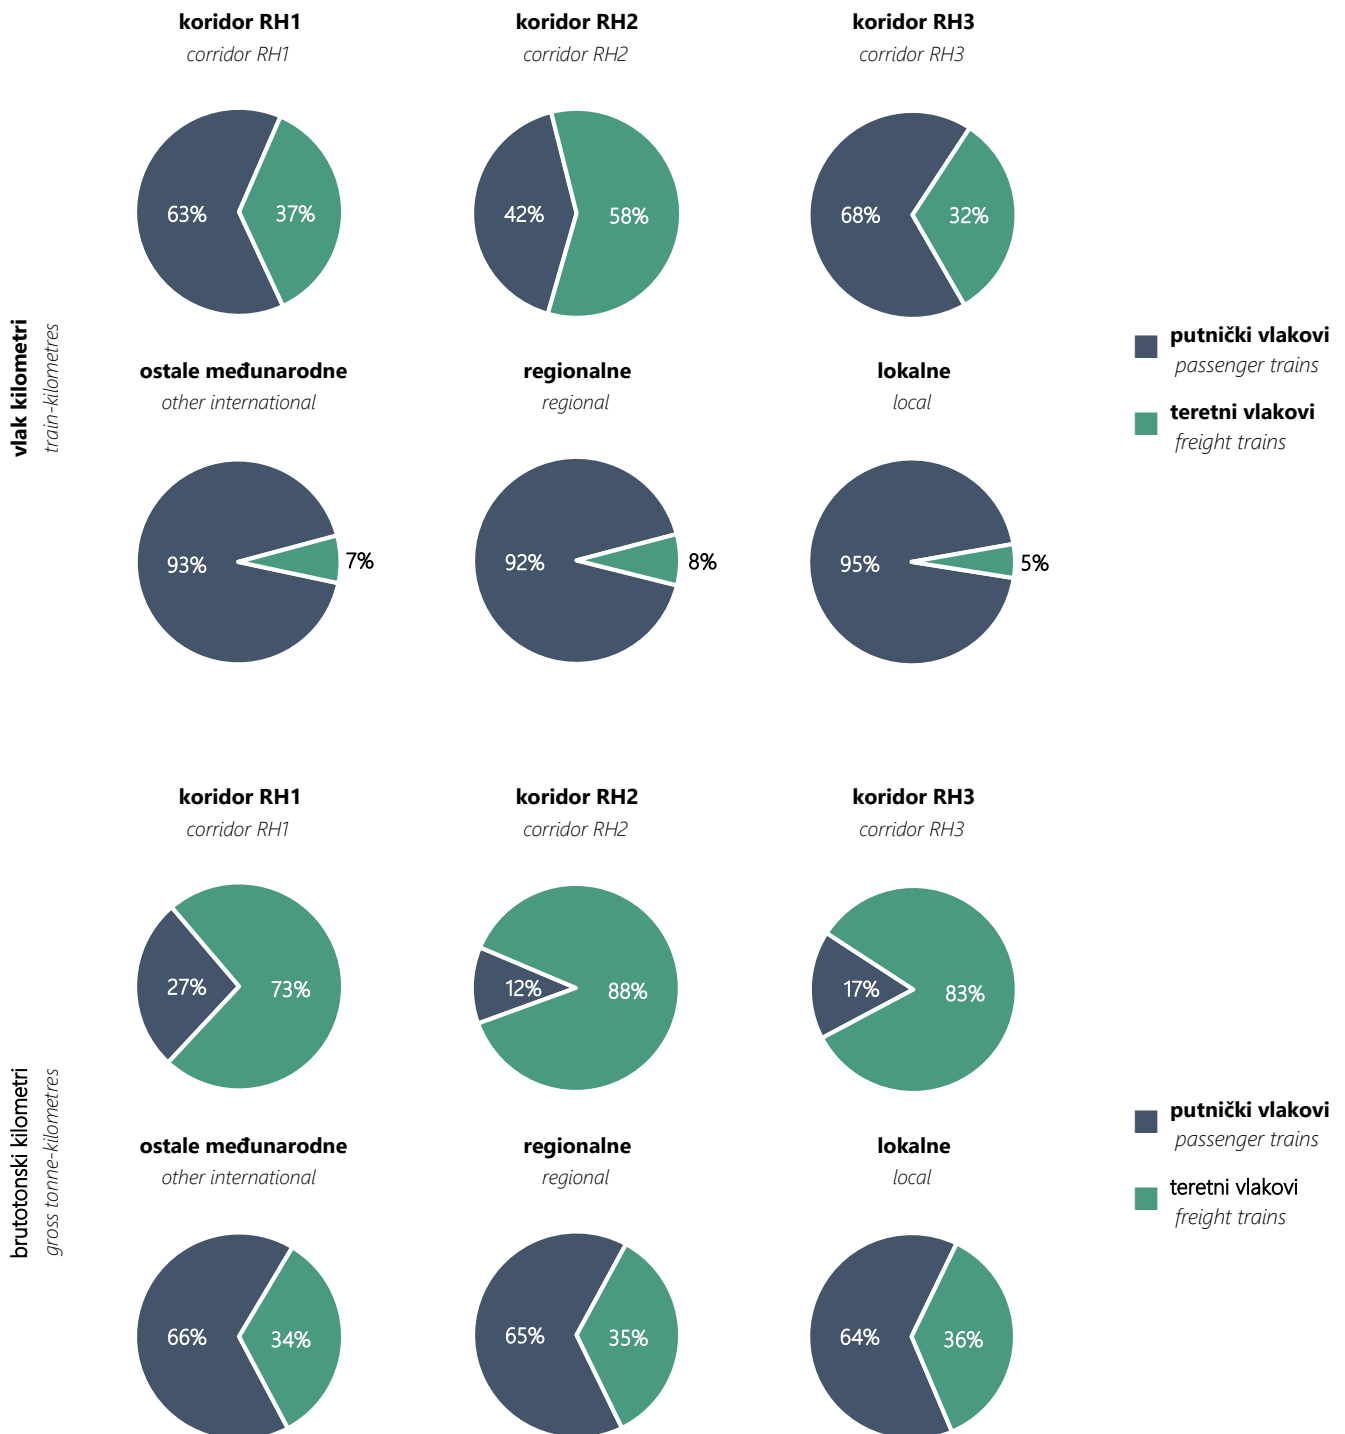 koridor RH1
corridor RH1
koridor RH2
corridor RH2
koridor RH3
corridor RH3
63%
37%
42%
58%
68%
32%
vlak kilometri
train-kilometres
putnički vlakovi
passenger trains
teretni vlakovi
freight trains
ostale međunarodne
other international
regionalne
regional
lokalne
local
93%
7%
92%
8%
95%
5%
koridor RH1
corridor RH1
koridor RH2
corridor RH2
koridor RH3
corridor RH3
27%
73%
12%
88%
17%
83%
brutotonski kilometri
gross tonne-kilometres
putnički vlakovi
passenger trains
teretni vlakovi
freight trains
ostale međunarodne
other international
regionalne
regional
lokalne
local
66%
34%
65%
35%
64%
36%